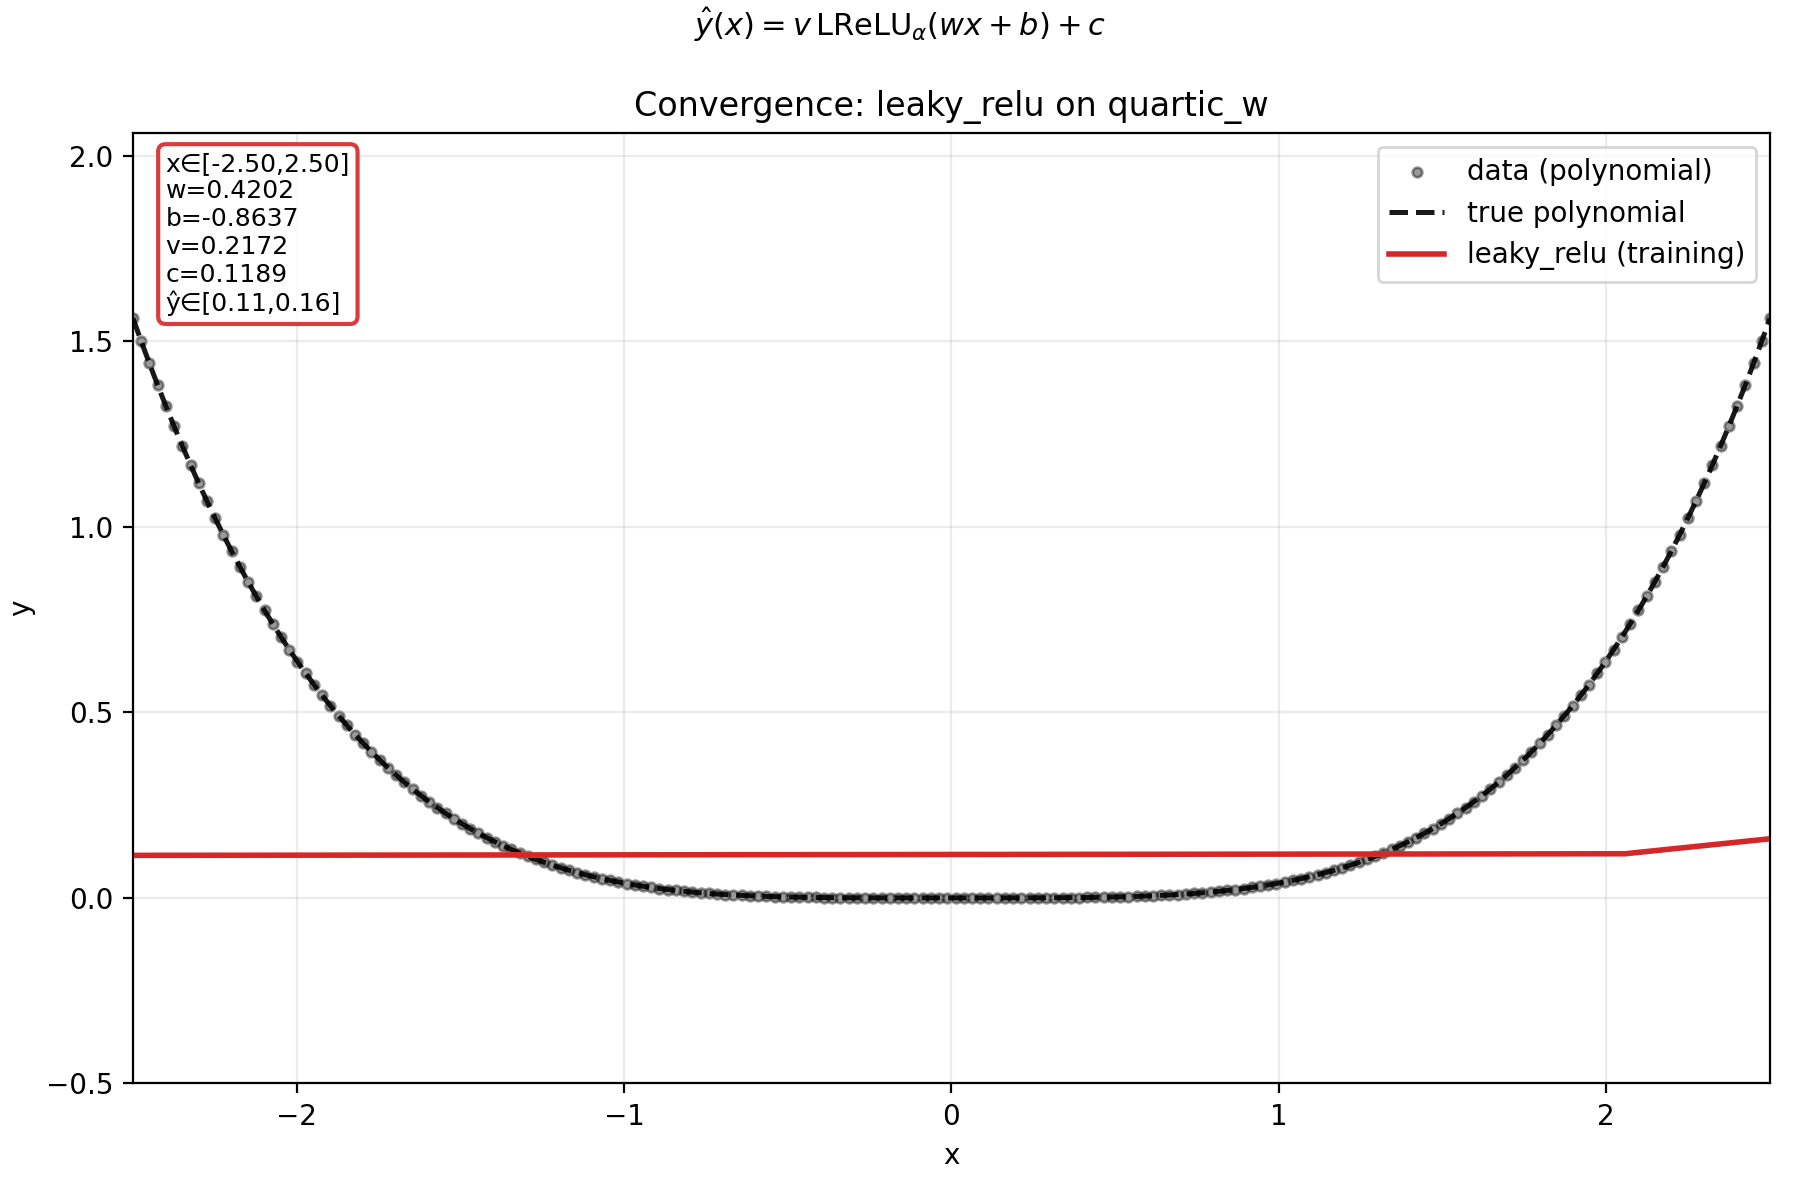 ŷ(x) = v LReLU_α(wx + b) + c
Convergence: leaky_relu on quartic_w
x∈[-2.50,2.50]
w=0.4202
b=-0.8637
v=0.2172
c=0.1189
ŷ∈[0.11,0.16]
data (polynomial)
true polynomial
leaky_relu (training)
2.0
1.5
1.0
0.5
0.0
−0.5
y
−2
−1
0
1
2
x